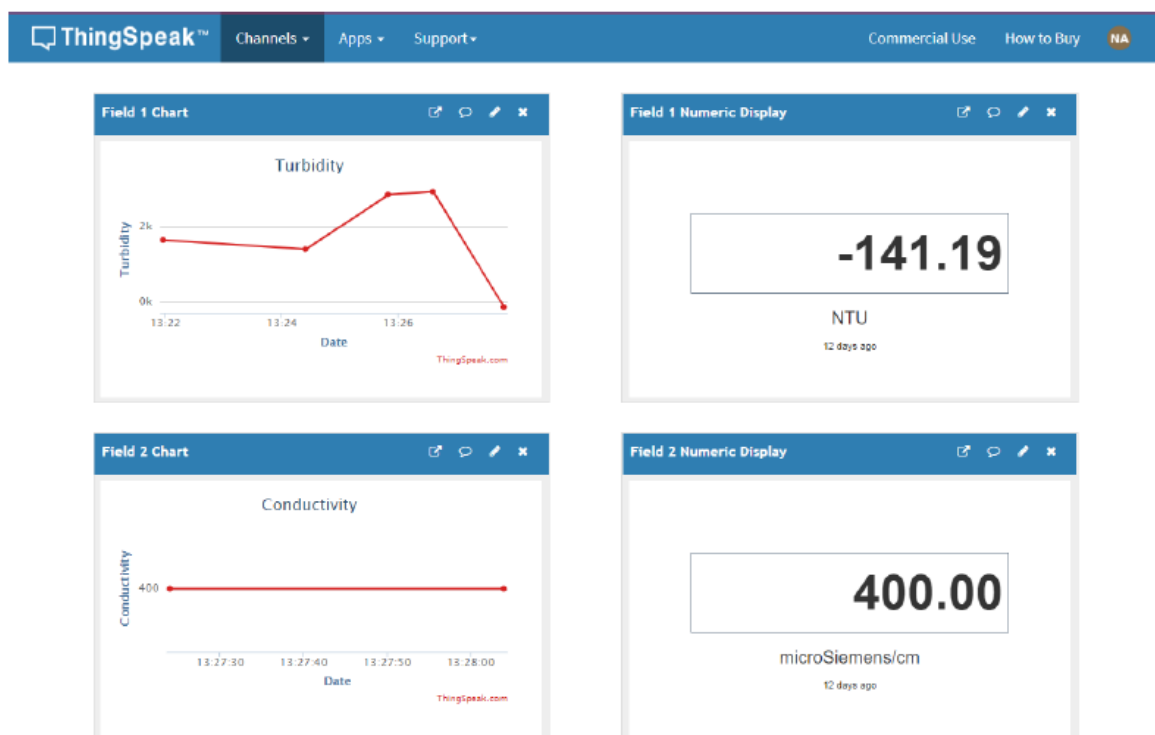 ThingSpeak™ Channels Apps Support Commercial Use How to Buy NA
Field 1 Chart
Turbidity
Turbidity
2k
0k
13:22 13:24 13:26
Date
ThingSpeak.com
Field 1 Numeric Display
-141.19
NTU
12 days ago
Field 2 Chart
Conductivity
Conductivity
400
13:27:30 13:27:40 13:27:50 13:28:00
Date
ThingSpeak.com
Field 2 Numeric Display
400.00
microSiemens/cm
12 days ago